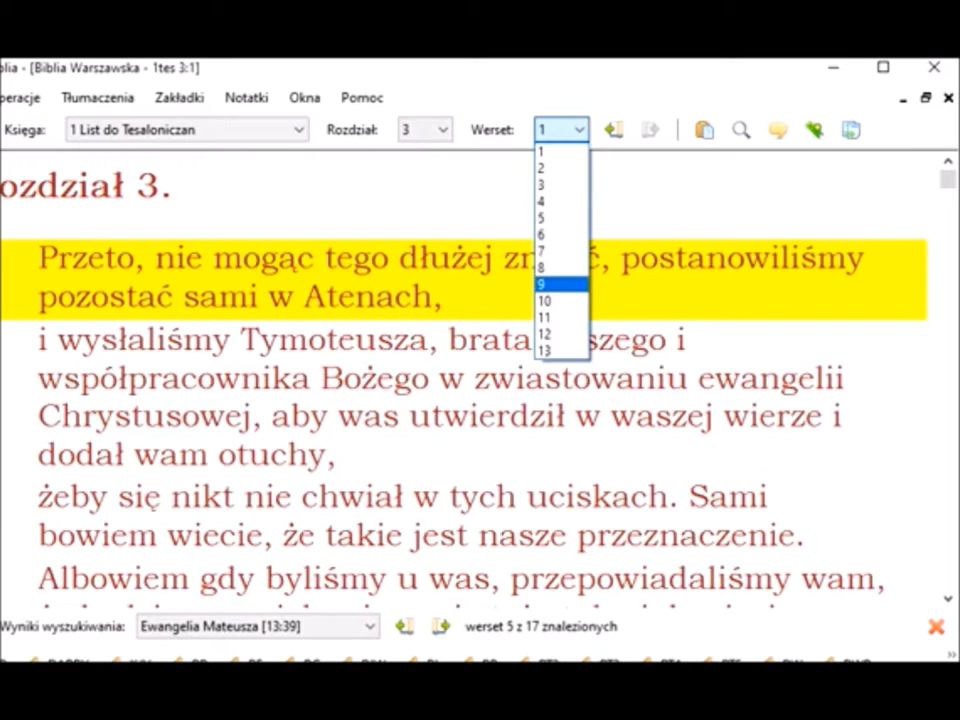 - [Biblia Warszawska - 1tes 3:1]
Tłumaczenia Zakładki Notatki Okna Pomoc
Księga: 1 List do Tesaloniczan Rozdział: 3 Werset: 1
1
2
3
4
5
6
7
8
9
10
11
12
13
ozdział 3.
Przeto, nie mogąc tego dłużej zn ć, postanowiliśmy
pozostać sami w Atenach,
i wysłaliśmy Tymoteusza, brata szego i
współpracownika Bożego w zwiastowaniu ewangelii
Chrystusowej, aby was utwierdził w waszej wierze i
dodał wam otuchy,
żeby się nikt nie chwiał w tych uciskach. Sami
bowiem wiecie, że takie jest nasze przeznaczenie.
Albowiem gdy byliśmy u was, przepowiadaliśmy wam,
Wyniki wyszukiwania: Ewangelia Mateusza [13:39] werset 5 z 17 znalezionych